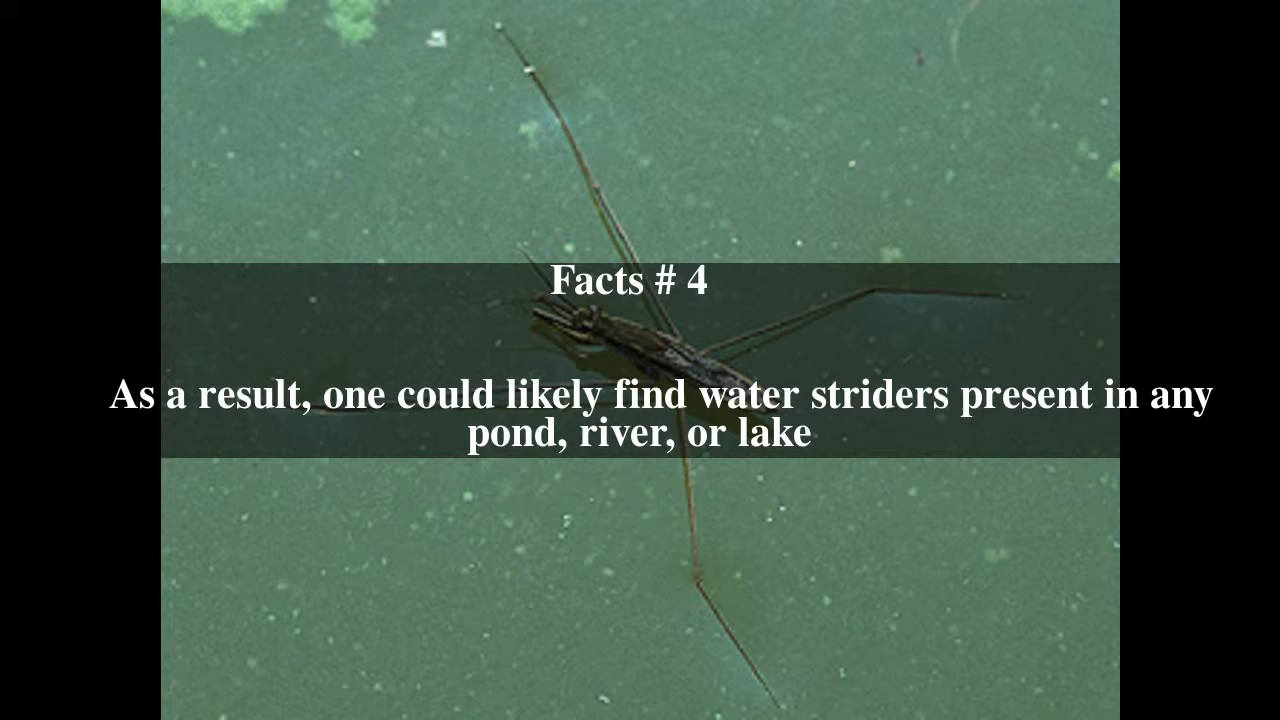 Facts # 4
As a result, one could likely find water striders present in any
pond, river, or lake